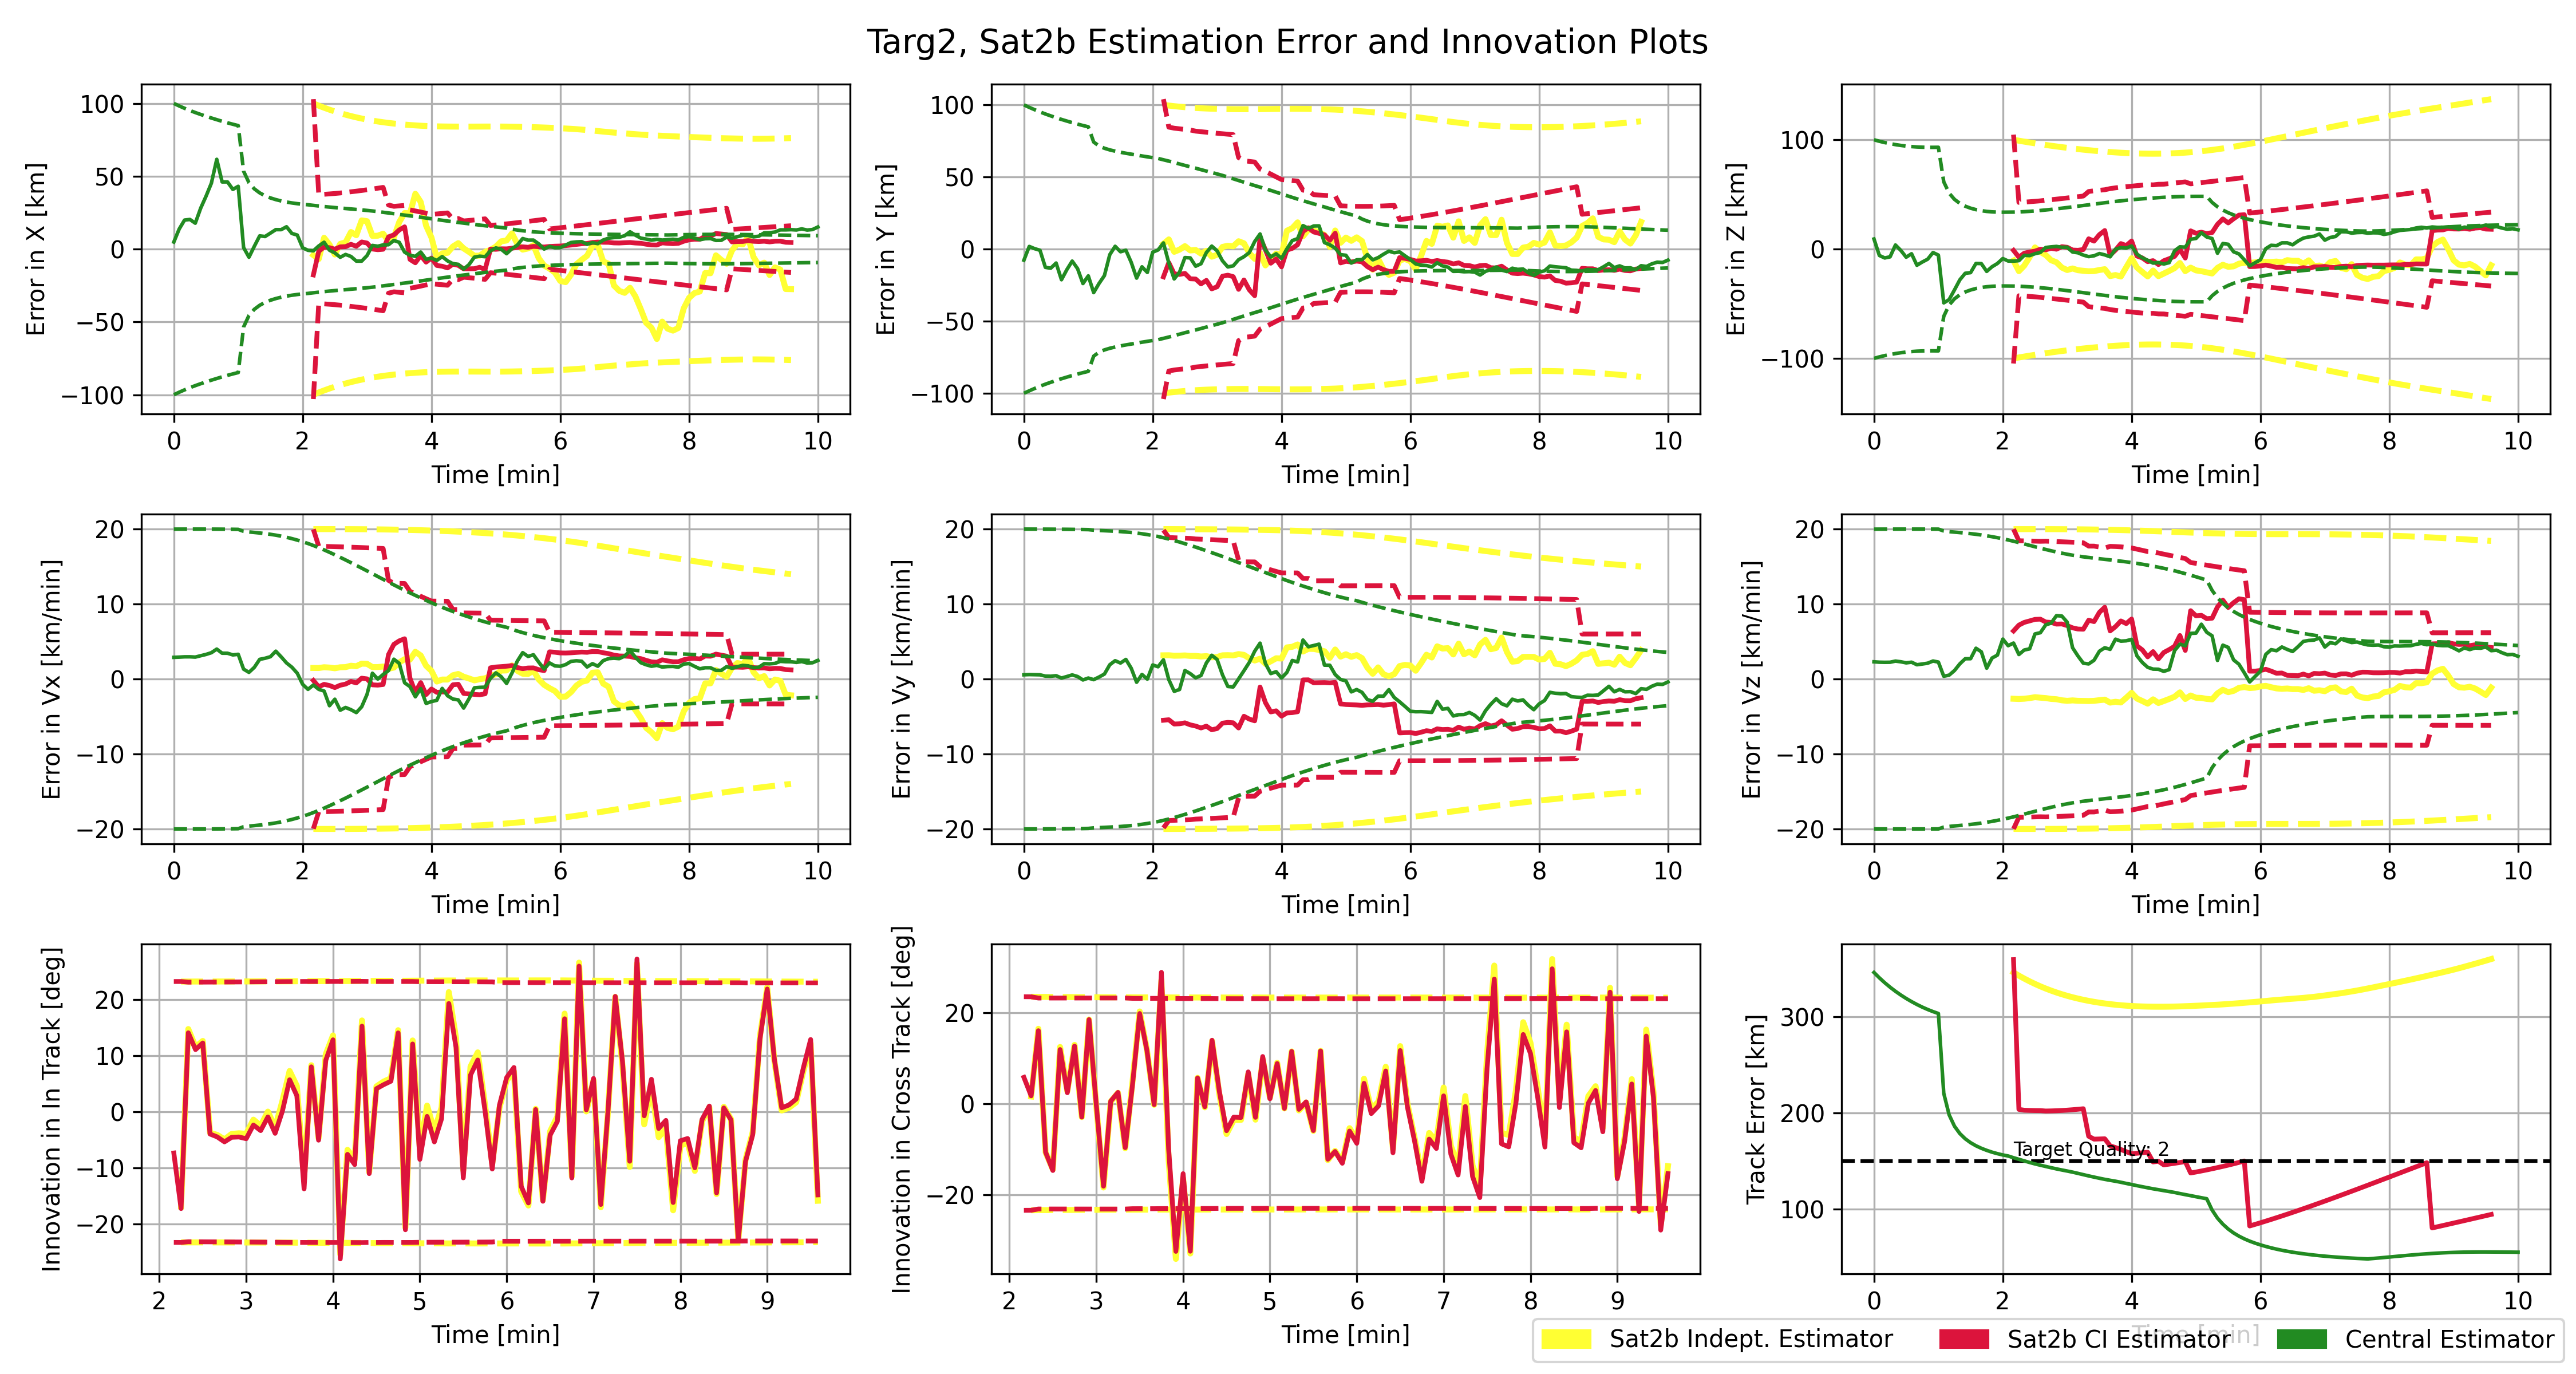 Targ2, Sat2b Estimation Error and Innovation Plots
Error in X [km]
100
50
0
−50
−100
0 2 4 6 8 10
Time [min]
Error in Y [km]
100
50
0
−50
−100
0 2 4 6 8 10
Time [min]
Error in Z [km]
100
0
−100
0 2 4 6 8 10
Time [min]
Error in Vx [km/min]
20
10
0
−10
−20
0 2 4 6 8 10
Time [min]
Error in Vy [km/min]
20
10
0
−10
−20
0 2 4 6 8 10
Time [min]
Error in Vz [km/min]
20
10
0
−10
−20
0 2 4 6 8 10
Time [min]
Innovation in In Track [deg]
20
10
0
−10
−20
2 3 4 5 6 7 8 9
Time [min]
Innovation in Cross Track [deg]
20
0
−20
2 3 4 5 6 7 8 9
Time [min]
Track Error [km]
300
200
100
Target Quality: 2
0 2 4 6 8 10
Time [min]
Sat2b Indept. Estimator
Sat2b CI Estimator
Central Estimator